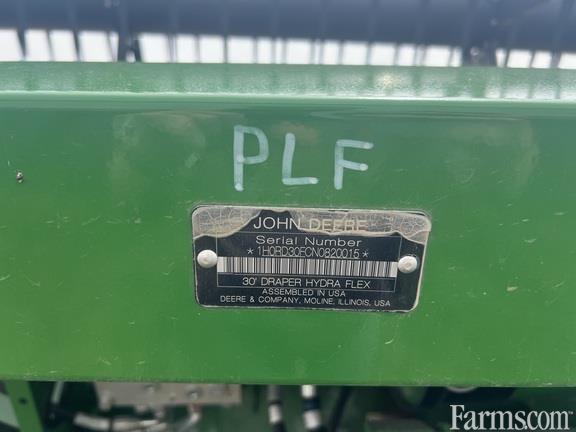 PLF
JOHN DEERE
Serial Number
*1H0RD30FCN0820015*
30' DRAPER HYDRA FLEX
ASSEMBLED IN USA
DEERE & COMPANY, MOLINE, ILLINOIS, USA
Farms.com